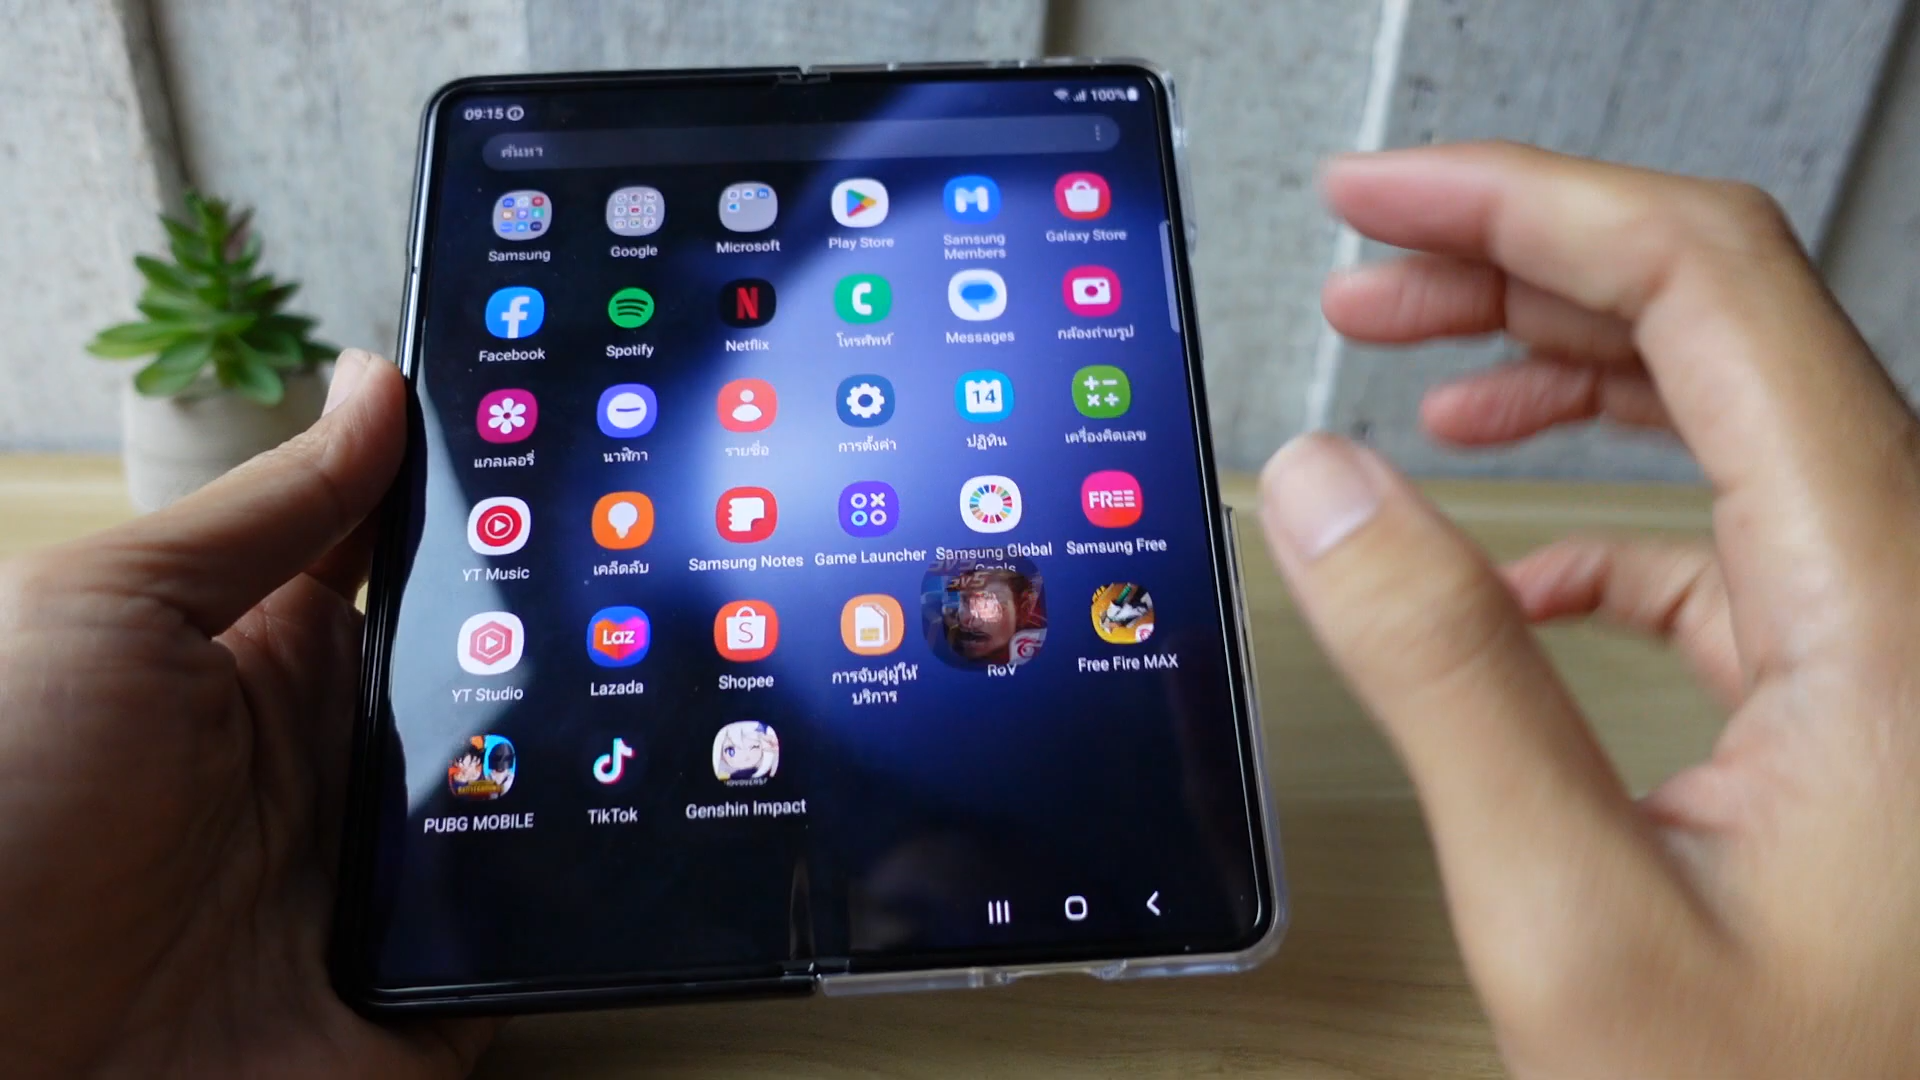 09:15
100%
ค้นหา
Samsung
Google
Microsoft
Play Store
Samsung
Members
Galaxy Store
Facebook
Spotify
N
Netflix
โทรศัพท์
Messages
กล้องถ่ายรูป
แกลเลอรี่
นาฬิกา
รายชื่อ
การตั้งค่า
14
ปฏิทิน
เครื่องคิดเลข
YT Music
เคล็ดลับ
Samsung Notes
Game Launcher
Samsung Global
Goals
FREE
Samsung Free
YT Studio
Laz
Lazada
S
Shopee
การจับคู่ผู้ให้
บริการ
5v5
RoV
Free Fire MAX
PUBG MOBILE
TikTok
Genshin Impact